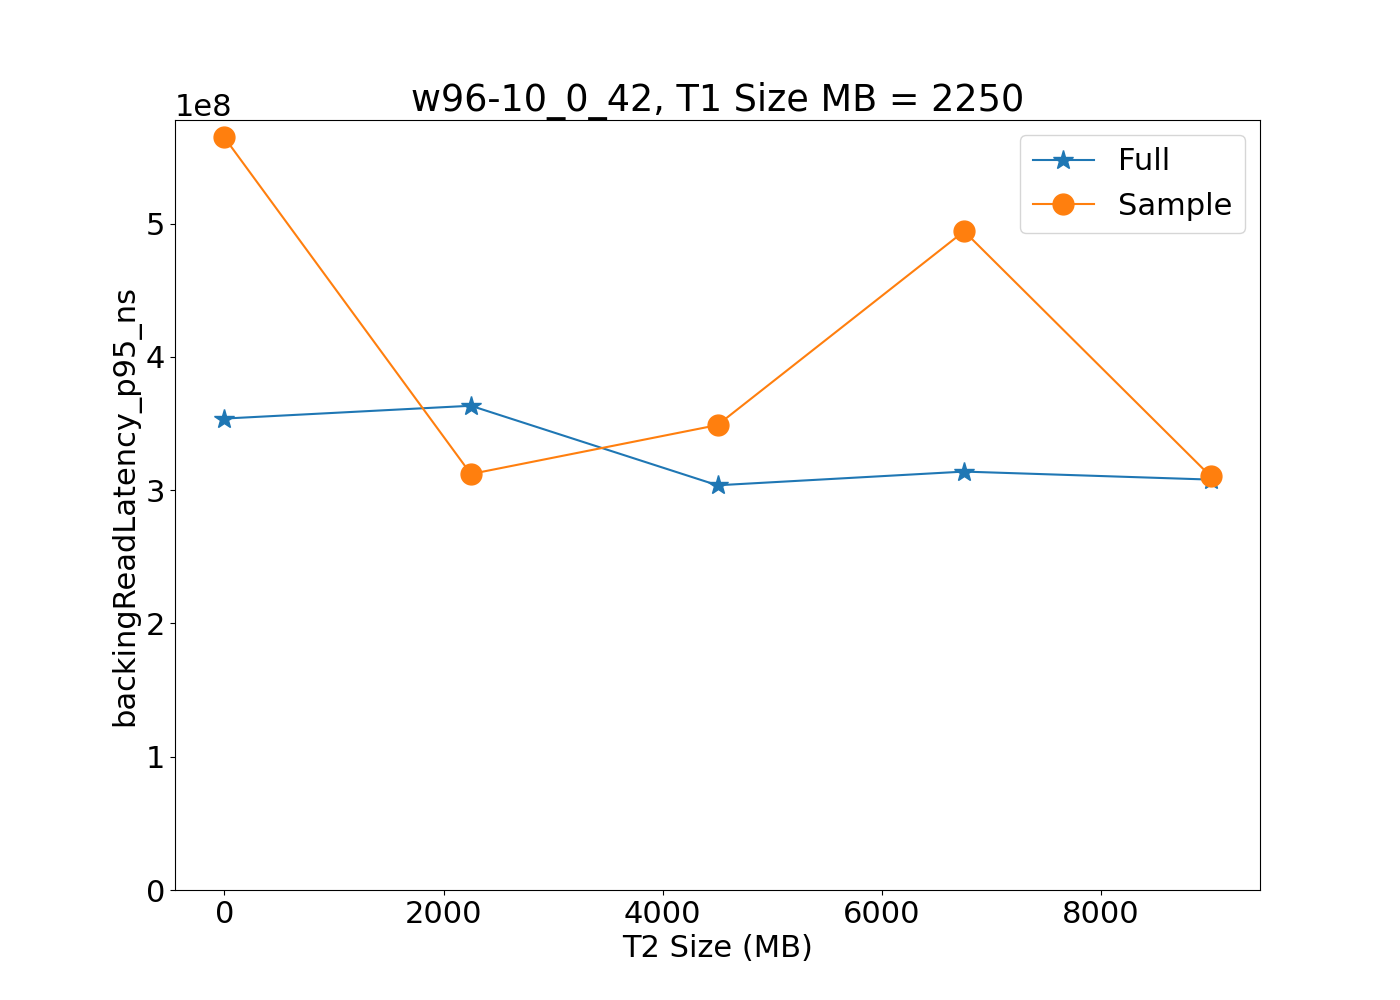 w96-10_0_42, T1 Size MB = 2250
1e8
Full
Sample
5
4
3
2
1
0
backingReadLatency_p95_ns
0 2000 4000 6000 8000
T2 Size (MB)